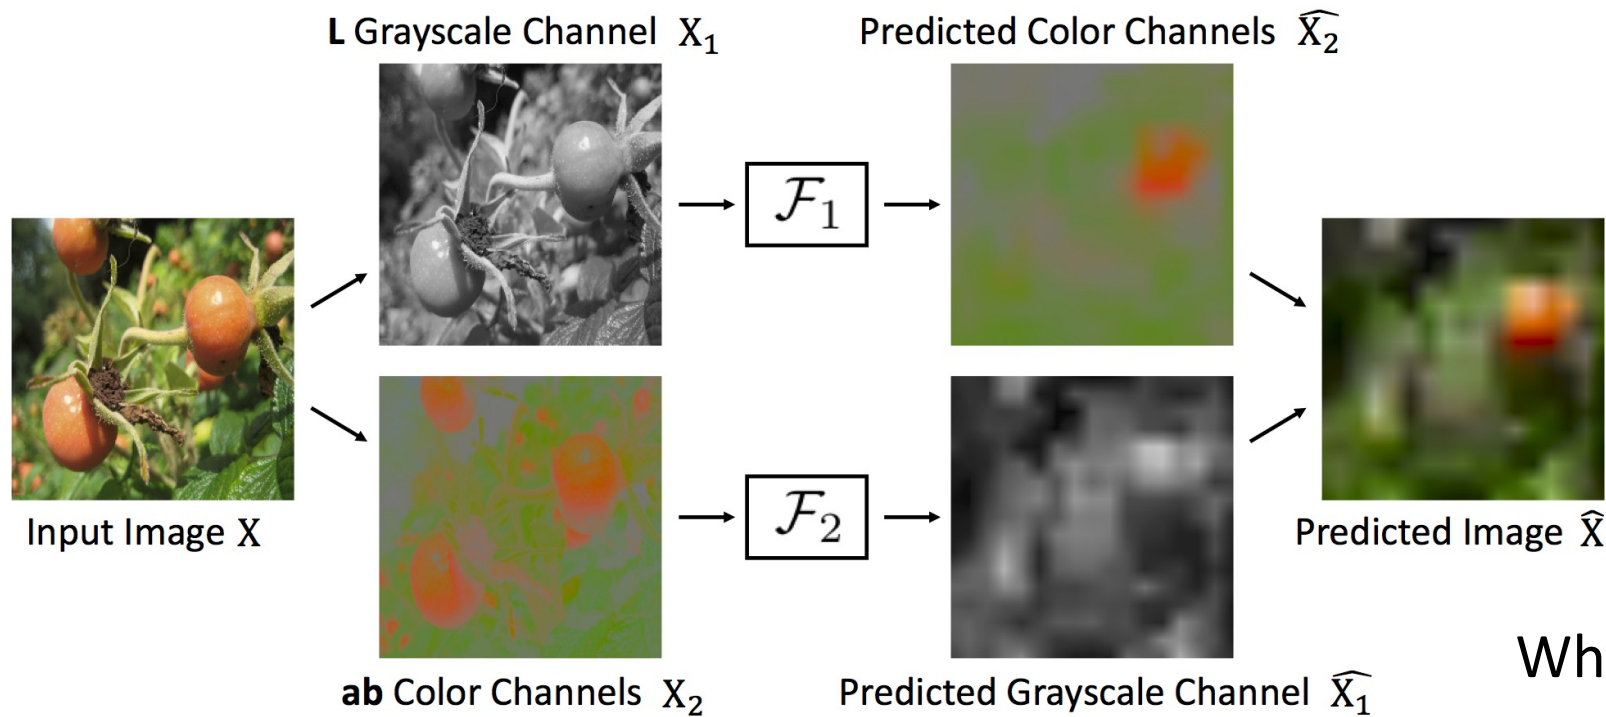 L Grayscale Channel X₁
Predicted Color Channels X̂₂
ℱ₁
Input Image X
ℱ₂
Predicted Image X̂
ab Color Channels X₂
Predicted Grayscale Channel X̂₁
Wh